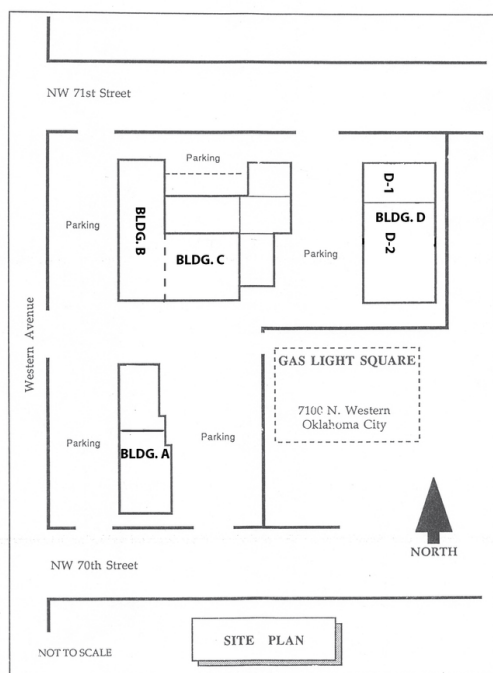 NW 71st Street
Parking
Parking
BLDG. B
BLDG. C
Parking
D-1
BLDG. D
D-2
Western Avenue
GAS LIGHT SQUARE
7100 N. Western
Oklahoma City
Parking
BLDG. A
Parking
NORTH
NW 70th Street
NOT TO SCALE
SITE PLAN